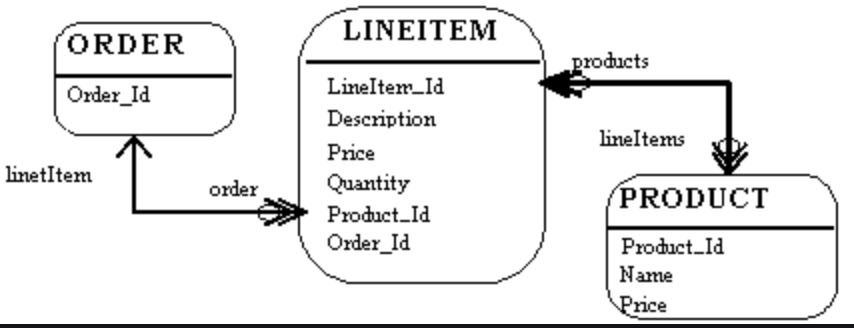 ORDER
Order_Id
linetItem
order
LINEITEM
LineItem_Id
Description
Price
Quantity
Product_Id
Order_Id
products
lineItems
PRODUCT
Product_Id
Name
Price